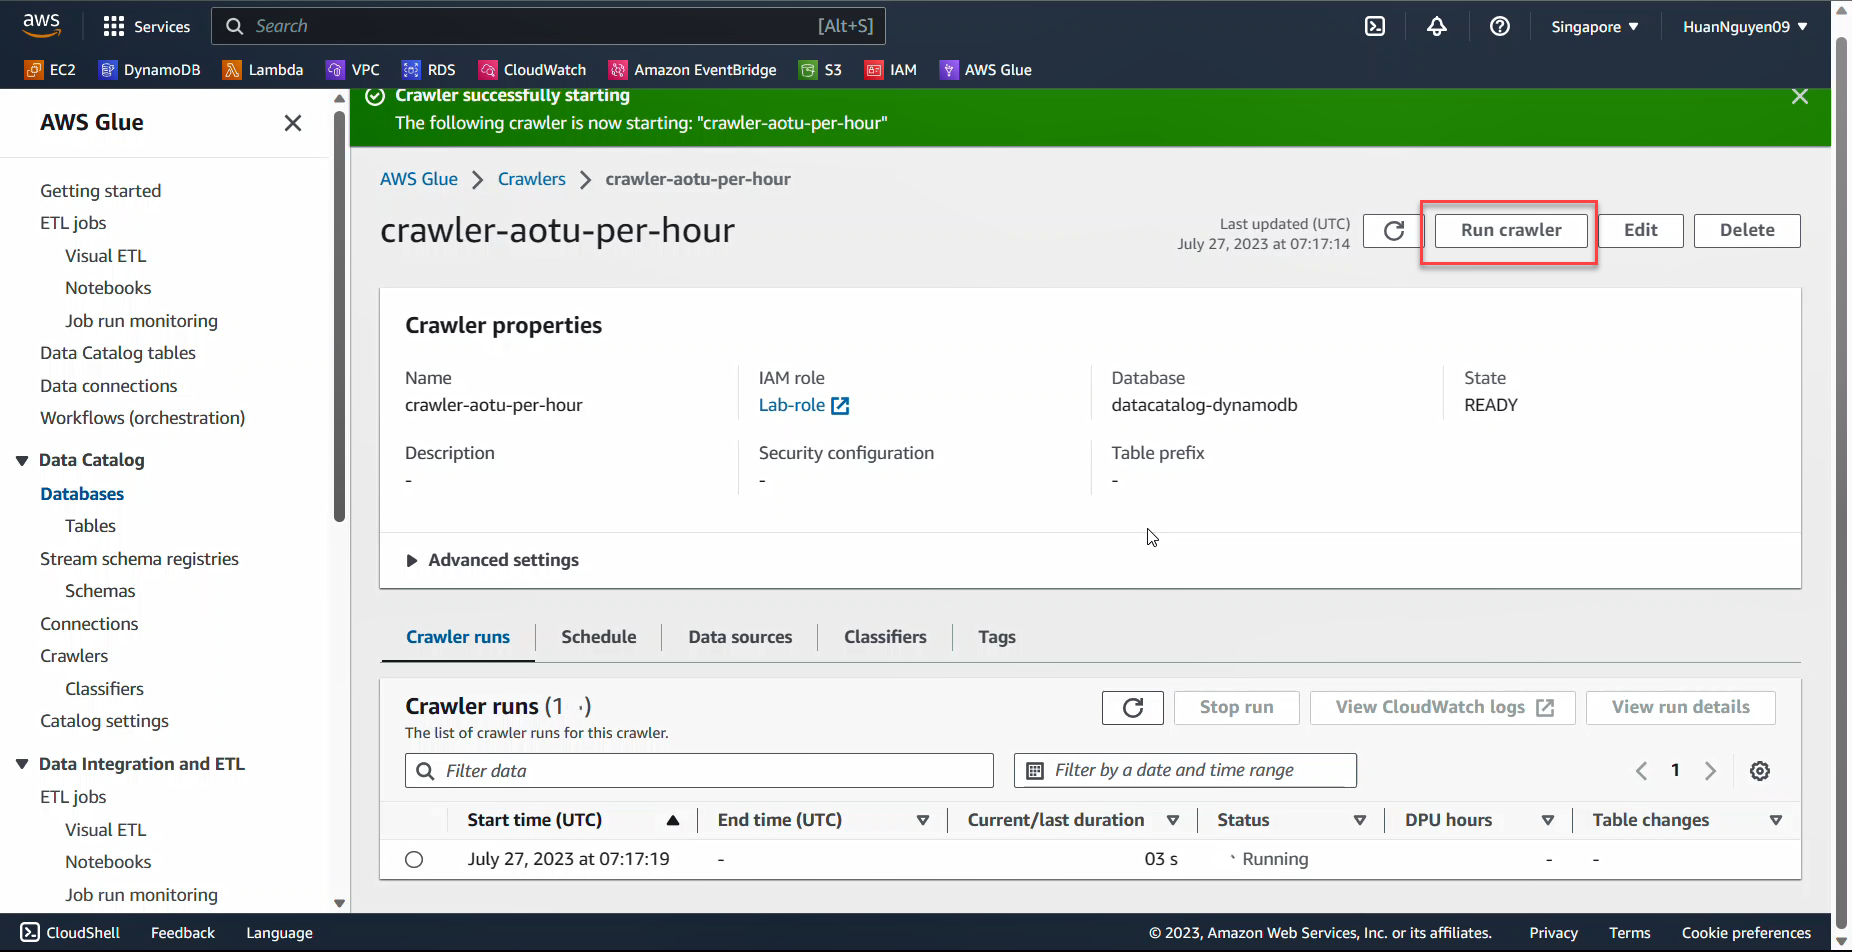 aws
Services
Search [Alt+S]
Singapore
HuanNguyen09
EC2 DynamoDB Lambda VPC RDS CloudWatch Amazon EventBridge S3 IAM AWS Glue
AWS Glue
Getting started
ETL jobs
Visual ETL
Notebooks
Job run monitoring
Data Catalog tables
Data connections
Workflows (orchestration)
Data Catalog
Databases
Tables
Stream schema registries
Schemas
Connections
Crawlers
Classifiers
Catalog settings
Data Integration and ETL
ETL jobs
Visual ETL
Notebooks
Job run monitoring
Crawler successfully starting
The following crawler is now starting: "crawler-aotu-per-hour"
AWS Glue Crawlers crawler-aotu-per-hour
crawler-aotu-per-hour
Last updated (UTC)
July 27, 2023 at 07:17:14
Run crawler
Edit
Delete
Crawler properties
Name
crawler-aotu-per-hour
IAM role
Lab-role
Database
datacatalog-dynamodb
State
READY
Description
-
Security configuration
-
Table prefix
-
Advanced settings
Crawler runs Schedule Data sources Classifiers Tags
Crawler runs (1)
The list of crawler runs for this crawler.
Stop run
View CloudWatch logs
View run details
Filter data
Filter by a date and time range
1
Start time (UTC) End time (UTC) Current/last duration Status DPU hours Table changes
July 27, 2023 at 07:17:19 - 03 s Running - -
CloudShell Feedback Language
© 2023, Amazon Web Services, Inc. or its affiliates. Privacy Terms Cookie preferences